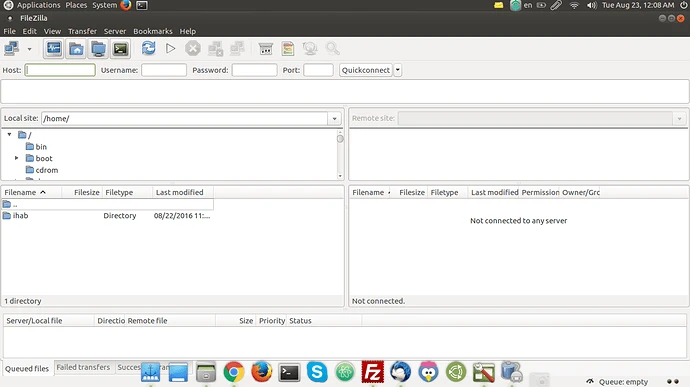 Applications Places System en Tue Aug 23, 12:08 AM
FileZilla
File Edit View Transfer Server Bookmarks Help
Host: Username: Password: Port: Quickconnect
Local site: /home/ Remote site:
/
bin
boot
cdrom
Filename Filesize Filetype Last modified
..
ihab Directory 08/22/2016 11:...
1 directory
Filename Filesize Filetype Last modified Permission Owner/Grc
Not connected to any server
Not connected.
Server/Local file Directio Remote file Size Priority Status
Queued files Failed transfers Succe
Queue: empty